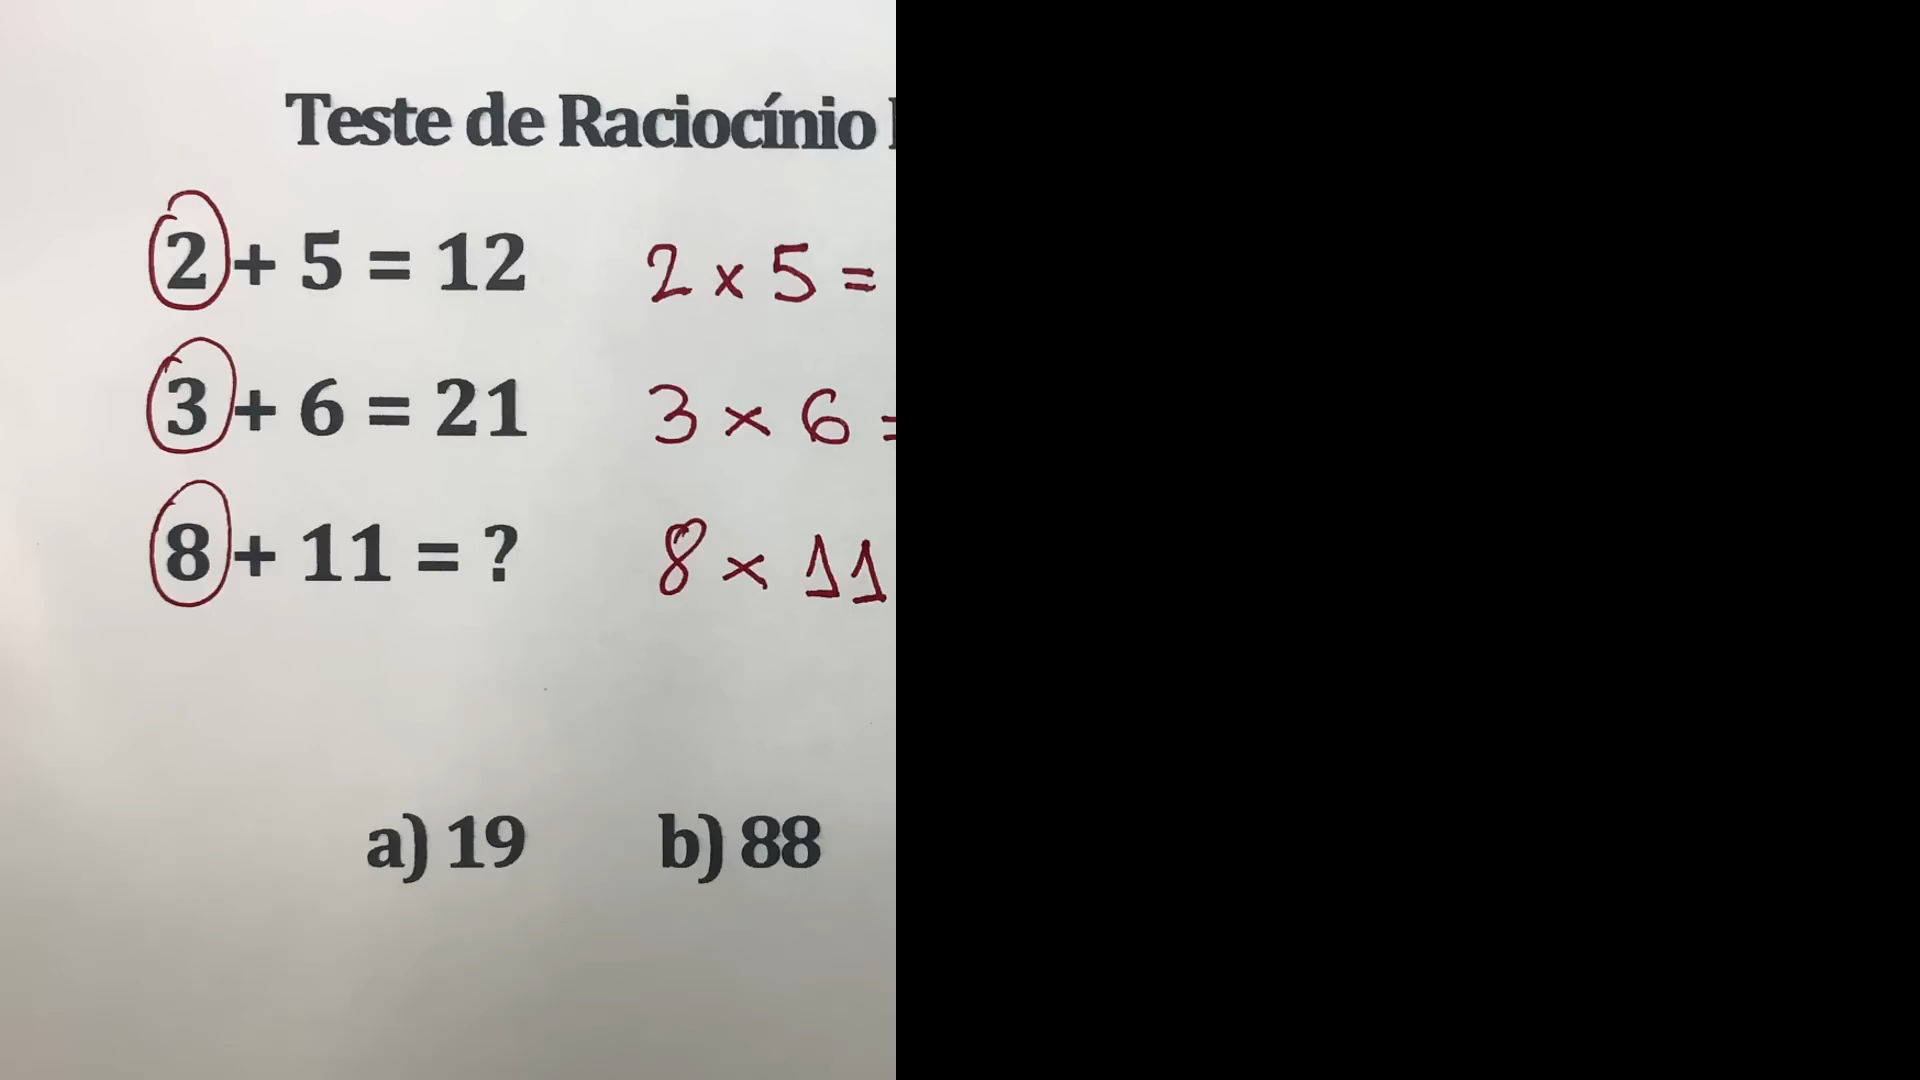 Teste de Raciocínio
2 + 5 = 12 2 x 5 =
3 + 6 = 21 3 x 6 =
8 + 11 = ? 8 x 11
a) 19 b) 88